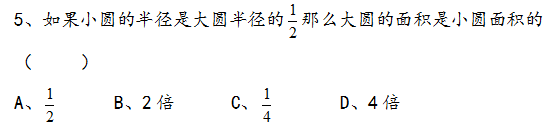 5、如果小圆的半径是大圆半径的1/2那么大圆的面积是小圆面积的
（　　）
A、1/2　　B、2倍　　C、1/4　　D、4倍